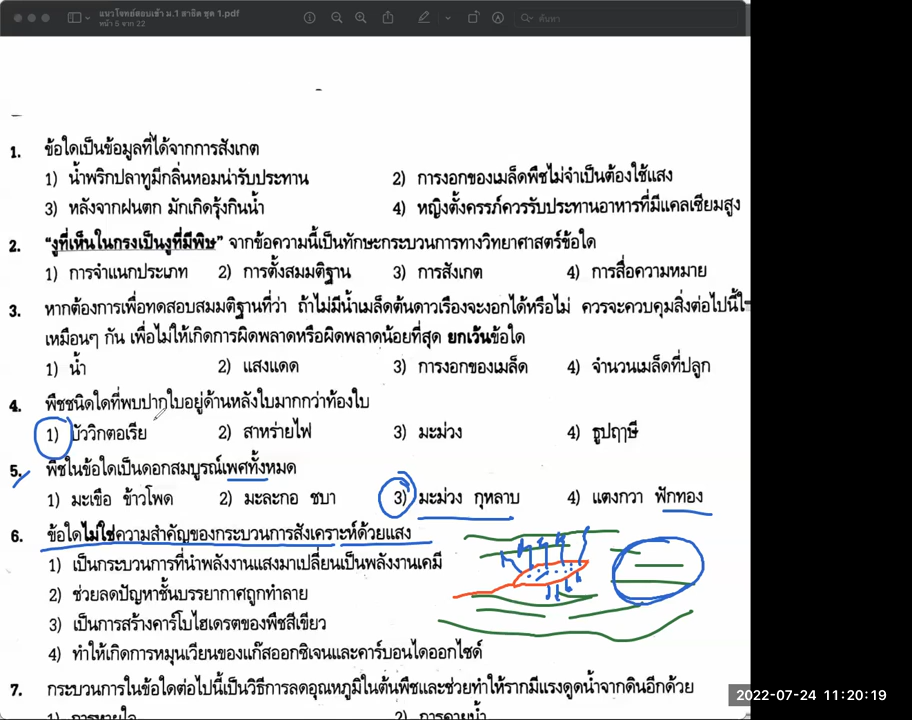 แนวโจทย์สอบเข้า ม.1 สาธิต ชุด 1.pdf
หน้า 5 จาก 22
ค้นหา
1. ข้อใดเป็นข้อมูลที่ได้จากการสังเกต
1) น้ำพริกปลาทูมีกลิ่นหอมน่ารับประทาน 2) การงอกของเมล็ดพืชไม่จำเป็นต้องใช้แสง
3) หลังจากฝนตก มักเกิดรุ้งกินน้ำ 4) หญิงตั้งครรภ์ควรรับประทานอาหารที่มีแคลเซียมสูง
2. “งูที่เห็นในกรงเป็นงูที่มีพิษ” จากข้อความนี้เป็นทักษะกระบวนการทางวิทยาศาสตร์ข้อใด
1) การจำแนกประเภท 2) การตั้งสมมติฐาน 3) การสังเกต 4) การสื่อความหมาย
3. หากต้องการเพื่อทดสอบสมมติฐานที่ว่า ถ้าไม่มีน้ำเมล็ดต้นดาวเรืองจะงอกได้หรือไม่ ควรจะควบคุมสิ่งต่อไปนี้ใ
เหมือนๆ กัน เพื่อไม่ให้เกิดการผิดพลาดหรือผิดพลาดน้อยที่สุด ยกเว้นข้อใด
1) น้ำ 2) แสงแดด 3) การงอกของเมล็ด 4) จำนวนเมล็ดที่ปลูก
4. พืชชนิดใดที่พบปากใบอยู่ด้านหลังใบมากกว่าท้องใบ
1) บัววิกตอเรีย 2) สาหร่ายไฟ 3) มะม่วง 4) ธูปฤๅษี
5. พืชในข้อใดเป็นดอกสมบูรณ์เพศทั้งหมด
1) มะเขือ ข้าวโพด 2) มะละกอ ชบา 3) มะม่วง กุหลาบ 4) แตงกวา ฟักทอง
6. ข้อใดไม่ใช่ความสำคัญของกระบวนการสังเคราะห์ด้วยแสง
1) เป็นกระบวนการที่นำพลังงานแสงมาเปลี่ยนเป็นพลังงานเคมี
2) ช่วยลดปัญหาชั้นบรรยากาศถูกทำลาย
3) เป็นการสร้างคาร์โบไฮเดรตของพืชสีเขียว
4) ทำให้เกิดการหมุนเวียนของแก๊สออกซิเจนและคาร์บอนไดออกไซด์
7. กระบวนการในข้อใดต่อไปนี้เป็นวิธีการลดอุณหภูมิในต้นพืชและช่วยทำให้รากมีแรงดูดน้ำจากดินอีกด้วย
1) การหายใจ 2) การคายน้ำ
2022-07-24 11:20:19